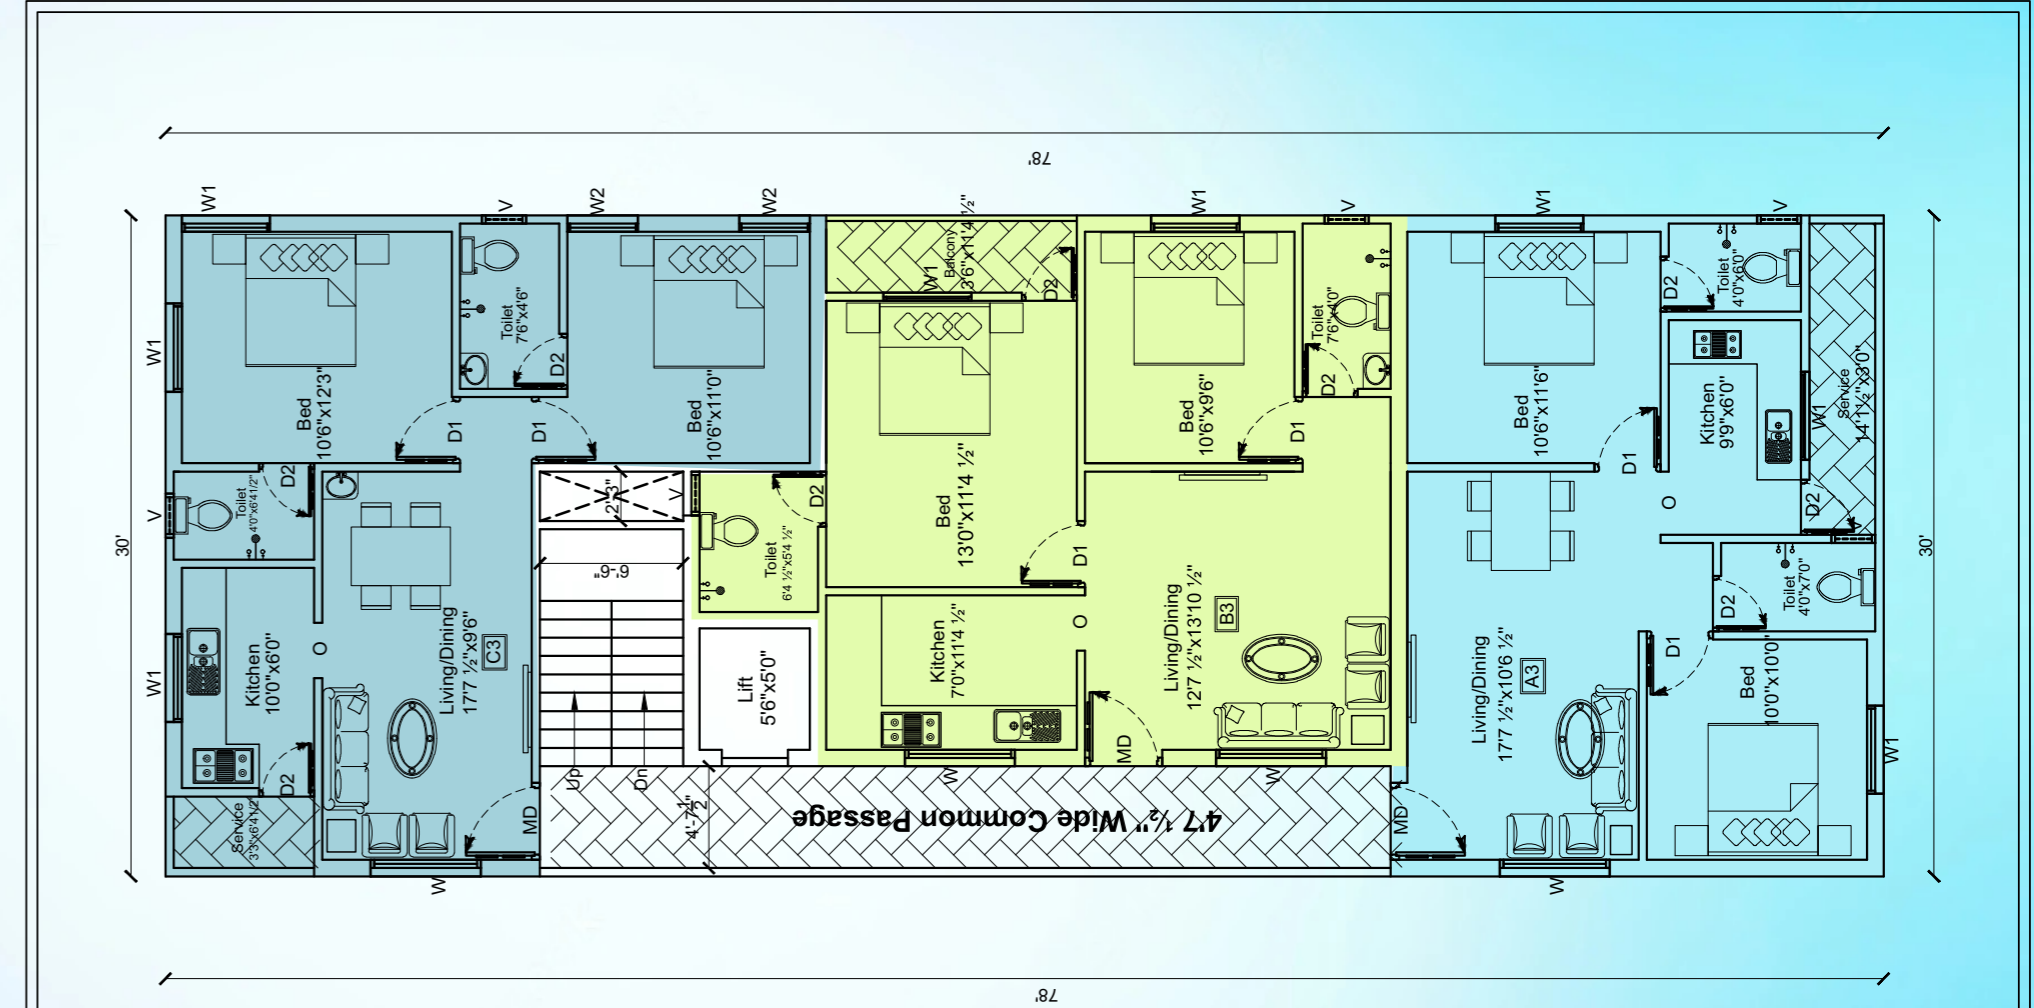 78'
30'
30'
W1
V
W2
W2
W1
V
W1
V
W1
V
W1
Bed
10'6"x12'3"
D1
Toilet
7'6"x4'6"
D2
D1
Bed
10'6"x11'0"
Toilet
4'0"x6'41/2"
D2
Kitchen
10'0"x6'0"
O
D2
Service
3'3"x6'41/2"
Living/Dining
17'7 ½"x9'6"
C3
MD
W
2'-3"
6'-6"
Up
Dn
V
Toilet
6'4 ½"x5'4 ½"
D2
Lift
5'6"x5'0"
4'-7 1/2"
4'7 ½" Wide Common Passage
Balcony
3'6"x11'4 ½"
W1
D2
Bed
13'0"x11'4 ½"
D1
Kitchen
7'0"x11'4 ½"
O
W
Bed
10'6"x9'6"
D1
Toilet
7'6"x4'0"
D2
Living/Dining
12'7 ½"x13'10 ½"
B3
MD
W
Bed
10'6"x11'6"
D1
Toilet
4'0"x6'0"
D2
Kitchen
9'9"x6'0"
O
W1
Service
14'1½"x3'0"
D2
V
Toilet
4'0"x7'0"
D2
D1
Bed
10'0"x10'0"
W1
Living/Dining
17'7 ½"x10'6 ½"
A3
MD
W
78'